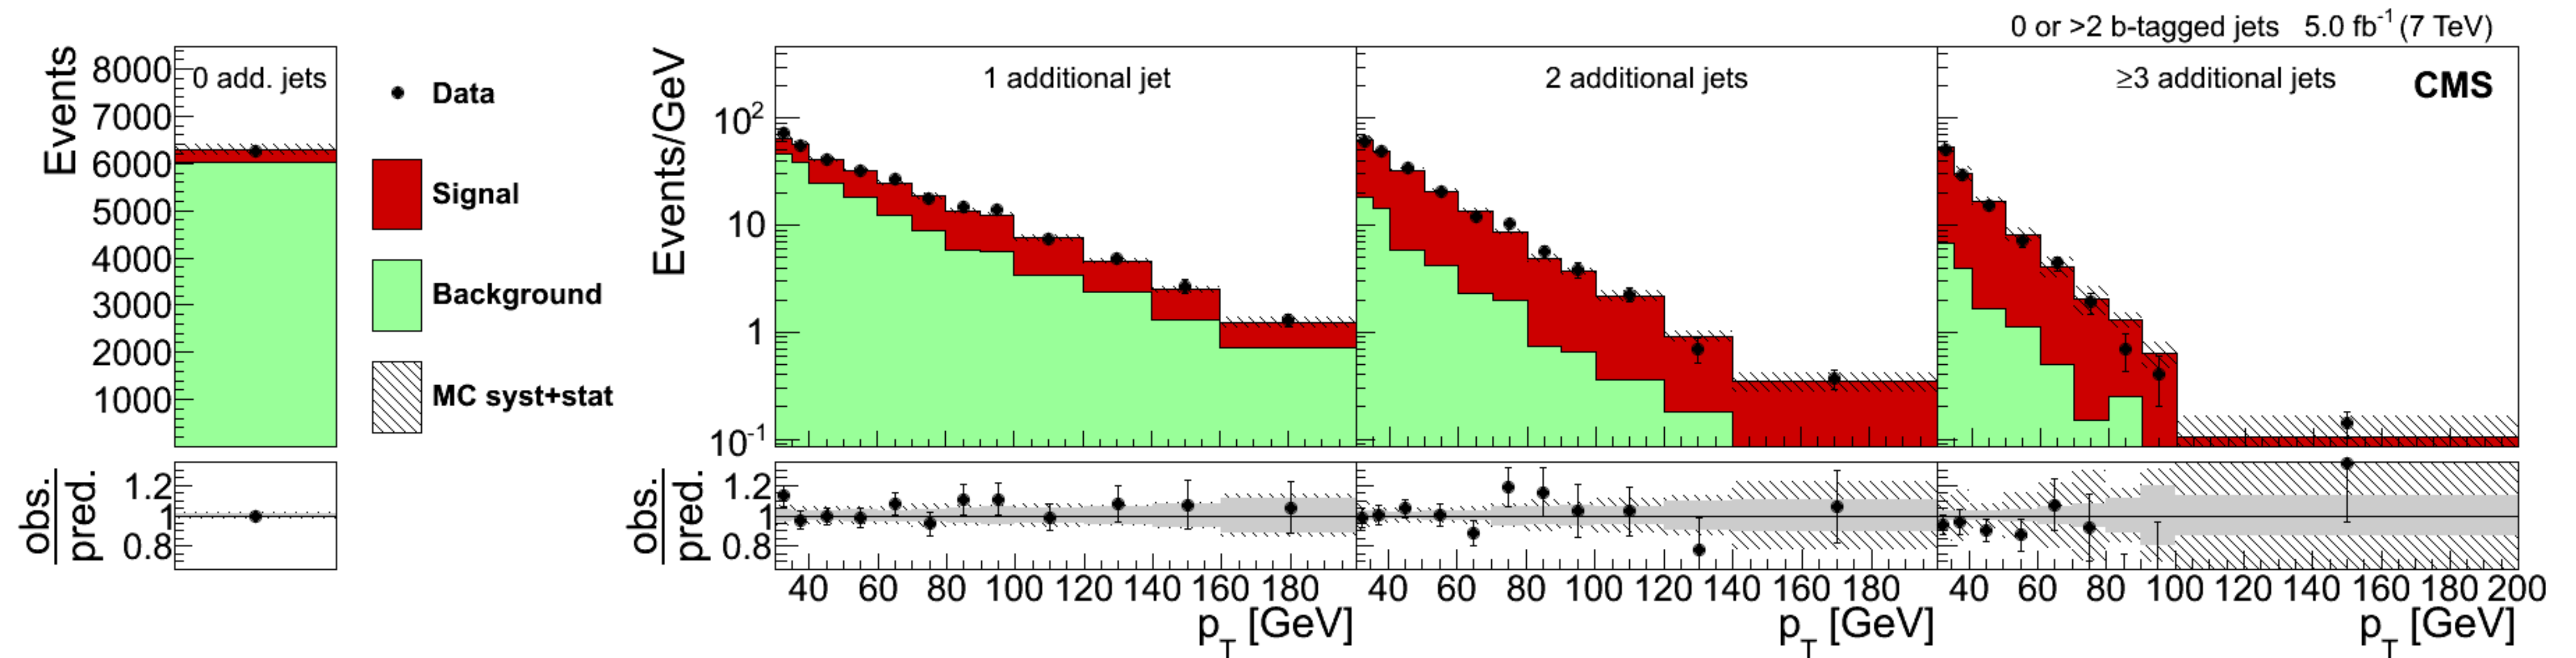 0 or >2 b-tagged jets 5.0 fb⁻¹ (7 TeV)
Events
8000
7000
6000
5000
4000
3000
2000
1000
0 add. jets
Data
Signal
Background
MC syst+stat
Events/GeV
10²
10
1
10⁻¹
1 additional jet
2 additional jets
≥3 additional jets
CMS
obs.
pred.
1.2
1
0.8
obs.
pred.
1.2
1
0.8
40 60 80 100 120 140 160 180
40 60 80 100 120 140 160 180
40 60 80 100 120 140 160 180 200
p_T [GeV]
p_T [GeV]
p_T [GeV]